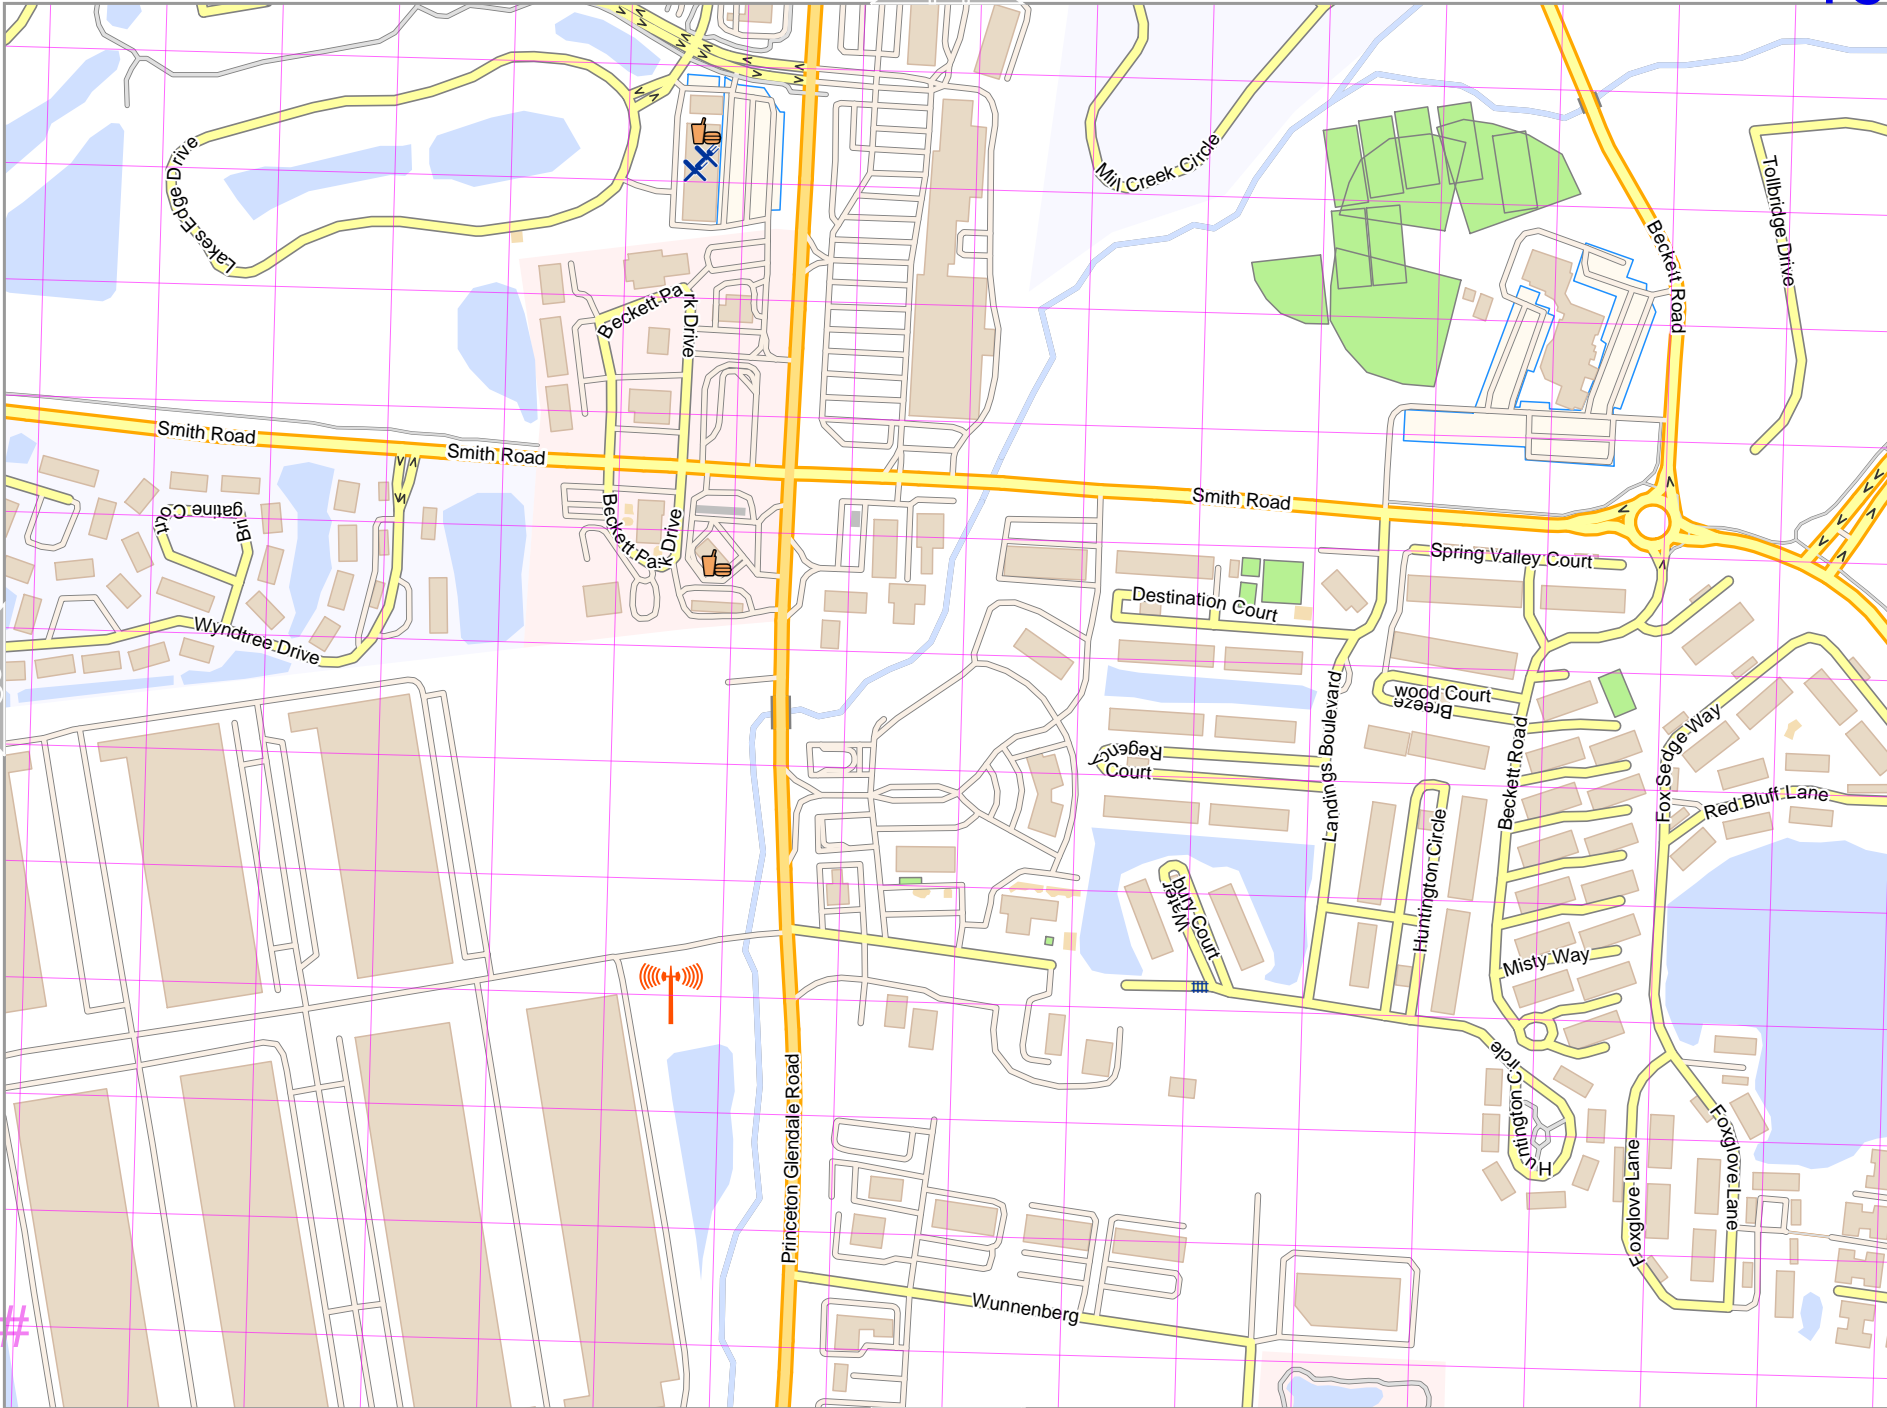 Lakes Edge Drive
Mill Creek Circle
Tollbridge Drive
Beckett Road
Beckett Park Drive
Smith Road
Smith Road
Smith Road
Brigatine Court
Beckett Park Drive
Spring Valley Court
Destination Court
Wyndtree Drive
Breezewood Court
Landings Boulevard
Beckett Road
Fox Sedge Way
Regency Court
Red Bluff Lane
Huntington Circle
Waterbury Court
Misty Way
Huntington Circle
Princeton Glendale Road
Foxglove Lane
Foxglove Lane
Wunnenberg
#